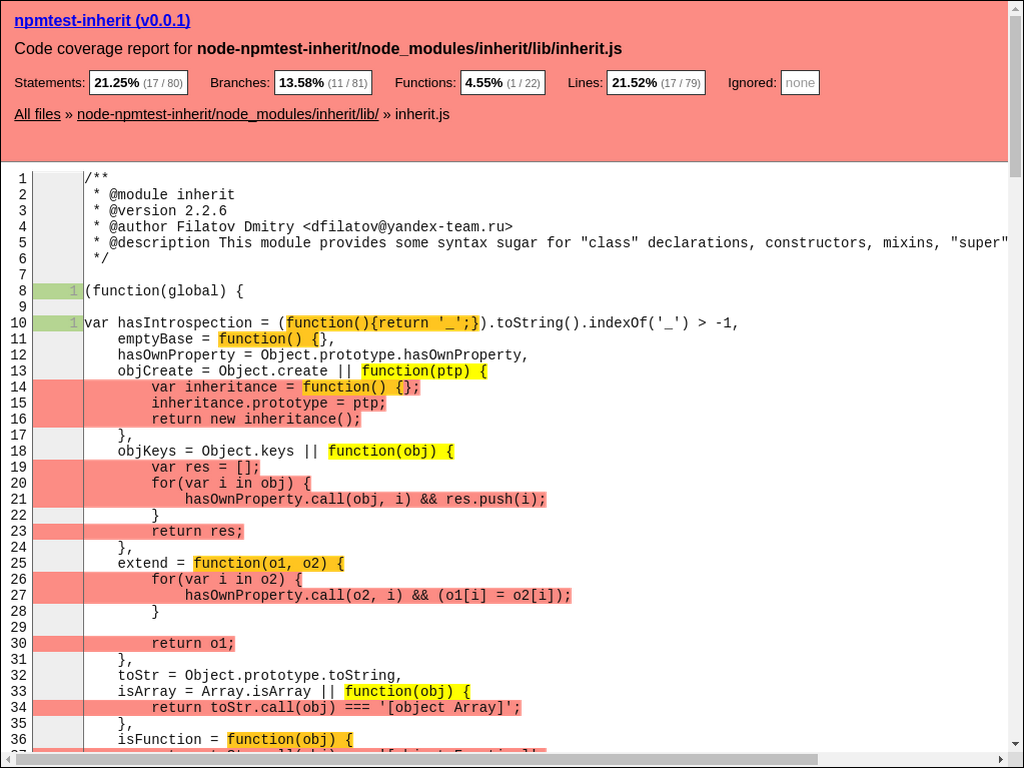 npmtest-inherit (v0.0.1)
Code coverage report for node-npmtest-inherit/node_modules/inherit/lib/inherit.js
Statements: 21.25% (17 / 80) Branches: 13.58% (11 / 81) Functions: 4.55% (1 / 22) Lines: 21.52% (17 / 79) Ignored: none
All files » node-npmtest-inherit/node_modules/inherit/lib/ » inherit.js
1 /**
2 * @module inherit
3 * @version 2.2.6
4 * @author Filatov Dmitry <dfilatov@yandex-team.ru>
5 * @description This module provides some syntax sugar for "class" declarations, constructors, mixins, "super"
6 */
7
8 1 (function(global) {
9
10 1 var hasIntrospection = (function(){return '_';}).toString().indexOf('_') > -1,
11 emptyBase = function() {},
12 hasOwnProperty = Object.prototype.hasOwnProperty,
13 objCreate = Object.create || function(ptp) {
14 var inheritance = function() {};
15 inheritance.prototype = ptp;
16 return new inheritance();
17 },
18 objKeys = Object.keys || function(obj) {
19 var res = [];
20 for(var i in obj) {
21 hasOwnProperty.call(obj, i) && res.push(i);
22 }
23 return res;
24 },
25 extend = function(o1, o2) {
26 for(var i in o2) {
27 hasOwnProperty.call(o2, i) && (o1[i] = o2[i]);
28 }
29
30 return o1;
31 },
32 toStr = Object.prototype.toString,
33 isArray = Array.isArray || function(obj) {
34 return toStr.call(obj) === '[object Array]';
35 },
36 isFunction = function(obj) {